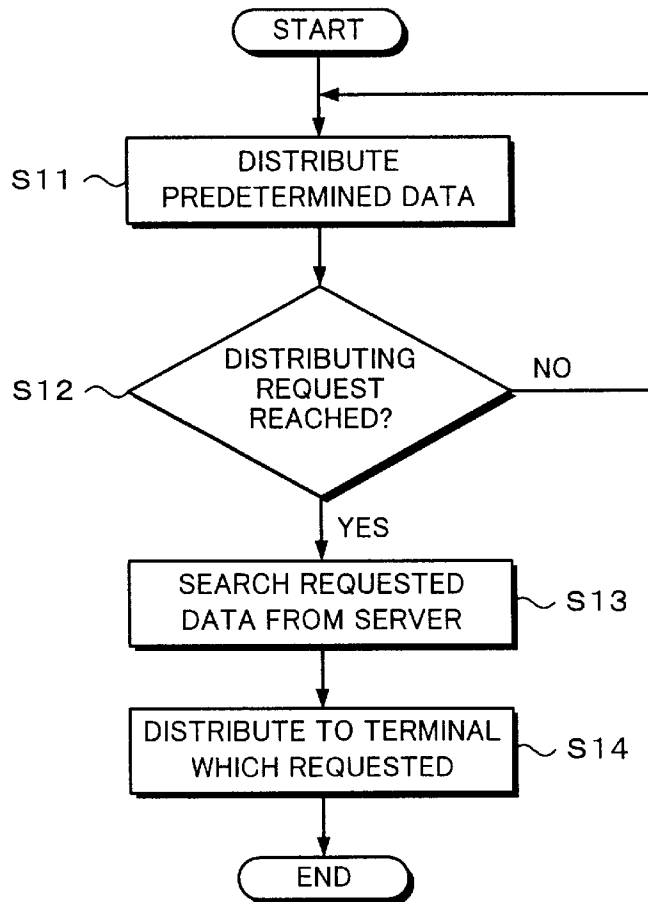 START
S11
DISTRIBUTE
PREDETERMINED DATA
S12
DISTRIBUTING
REQUEST
REACHED?
NO
YES
SEARCH REQUESTED
DATA FROM SERVER
S13
DISTRIBUTE TO TERMINAL
WHICH REQUESTED
S14
END